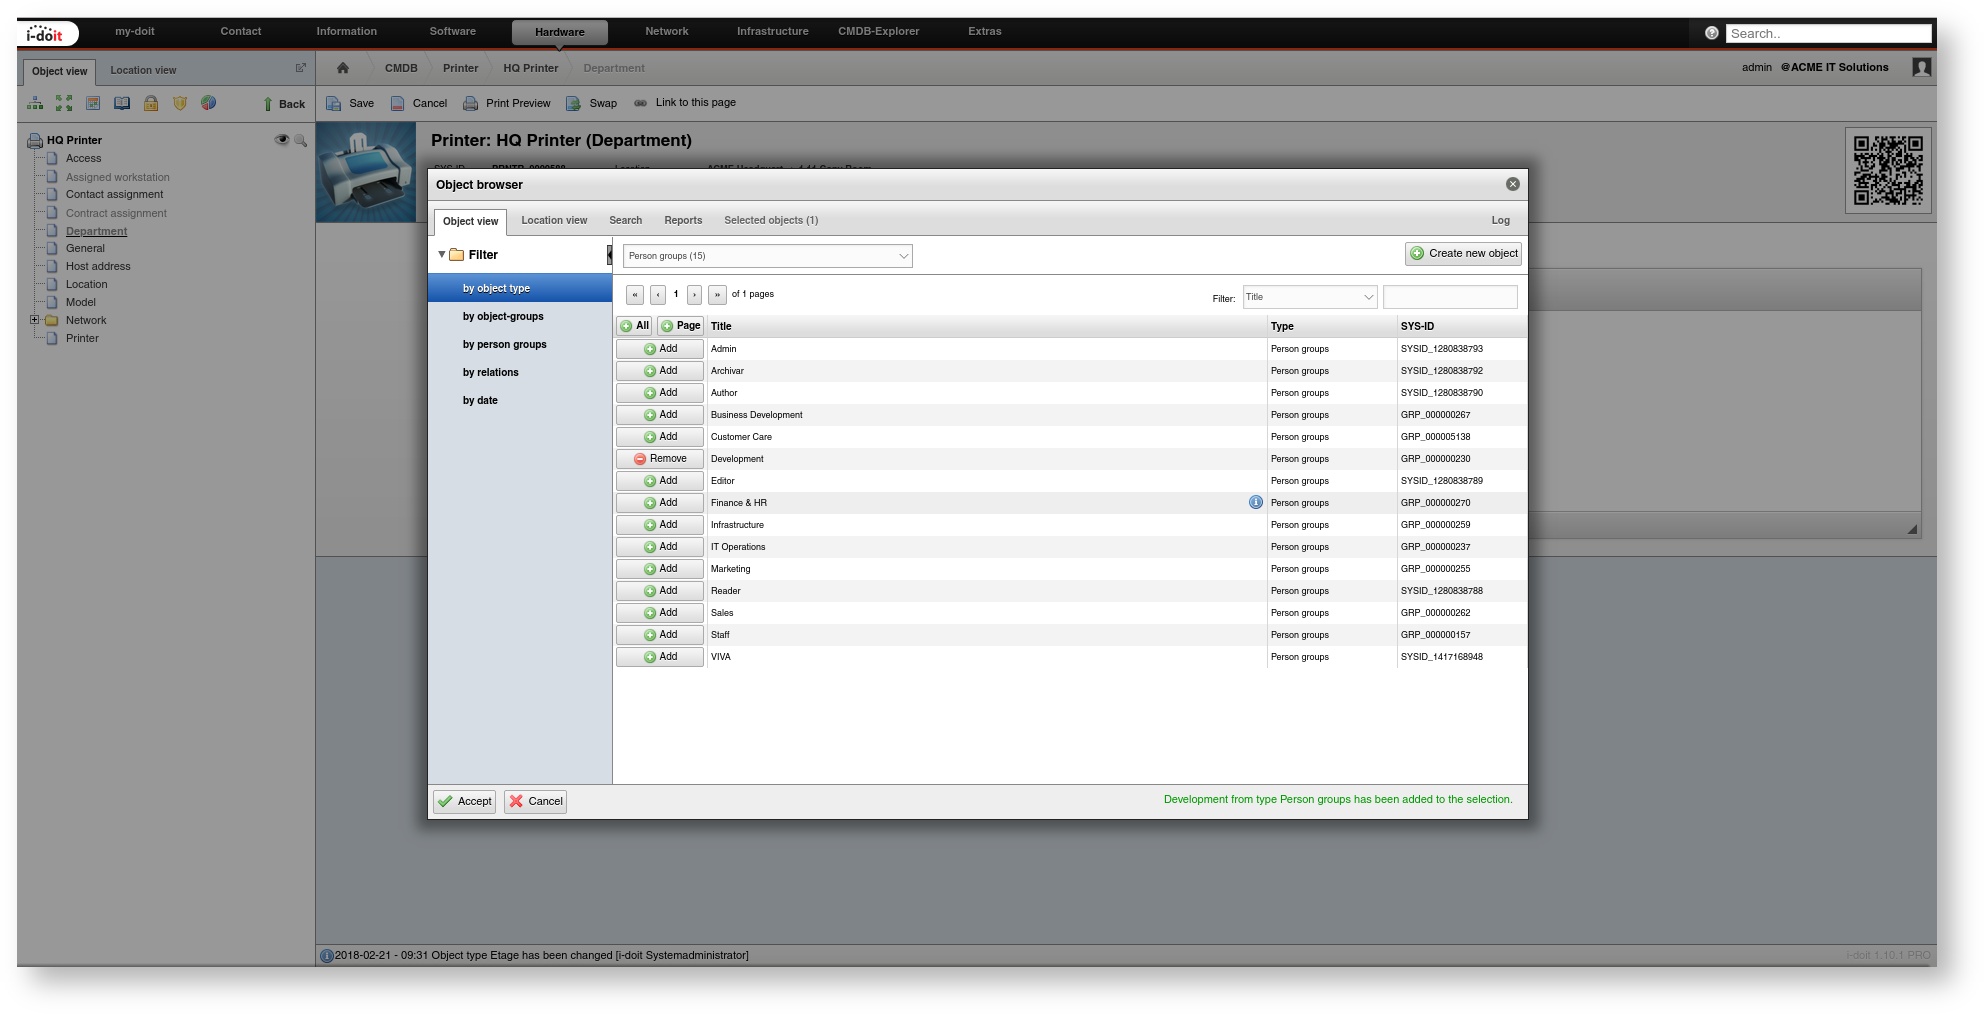 i-doit my-doit Contact Information Software Hardware Network Infrastructure CMDB-Explorer Extras Search..
Object view Location view CMDB Printer HQ Printer Department admin @ACME IT Solutions
Back Save Cancel Print Preview Swap Link to this page
HQ Printer
Access
Assigned workstation
Contact assignment
Contract assignment
Department
General
Host address
Location
Model
Network
Printer
Printer: HQ Printer (Department)
Object browser
Object view Location view Search Reports Selected objects (1) Log
Filter
by object type
by object-groups
by person groups
by relations
by date
Person groups (15) Create new object
« ‹ 1 › » of 1 pages Filter: Title
All Page Title Type SYS-ID
Add Admin Person groups SYSID_1280838793
Add Archivar Person groups SYSID_1280838792
Add Author Person groups SYSID_1280838790
Add Business Development Person groups GRP_000000267
Add Customer Care Person groups GRP_000005138
Remove Development Person groups GRP_000000230
Add Editor Person groups SYSID_1280838789
Add Finance & HR Person groups GRP_000000270
Add Infrastructure Person groups GRP_000000259
Add IT Operations Person groups GRP_000000237
Add Marketing Person groups GRP_000000255
Add Reader Person groups SYSID_1280838788
Add Sales Person groups GRP_000000262
Add Staff Person groups GRP_000000157
Add VIVA Person groups SYSID_1417168948
Accept Cancel Development from type Person groups has been added to the selection.
2018-02-21 - 09:31 Object type Etage has been changed [i-doit Systemadministrator] i-doit 1.10.1 PRO